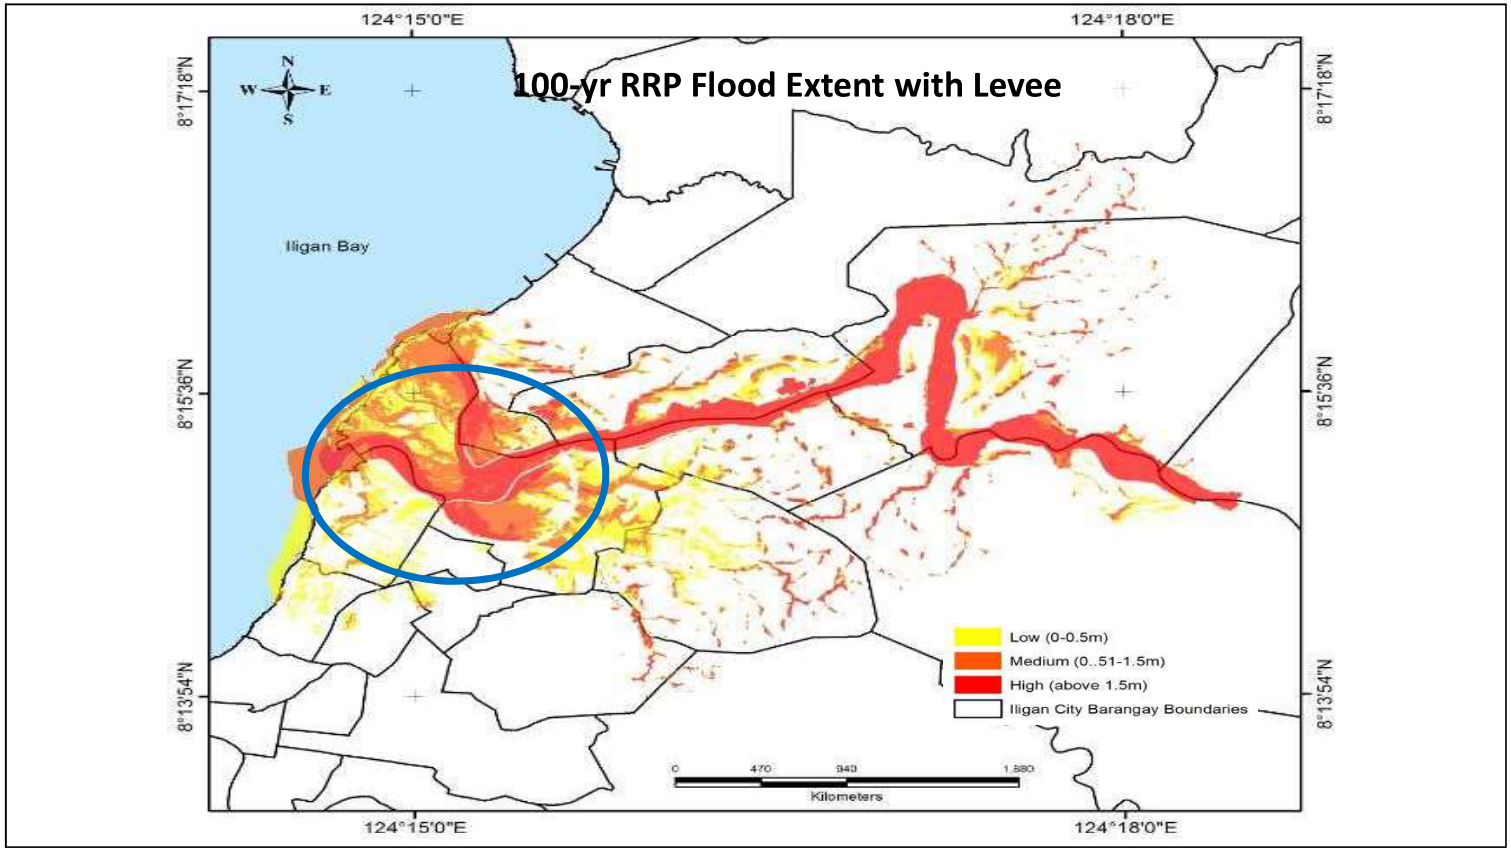 124°15'0"E 124°18'0"E
100-yr RRP Flood Extent with Levee
N
W E
S
8°17'18"N 8°17'18"N
Iligan Bay
8°15'36"N 8°15'36"N
Low (0-0.5m)
Medium (0..51-1.5m)
High (above 1.5m)
Iligan City Barangay Boundaries
8°13'54"N 8°13'54"N
0 470 940 1,880
Kilometers
124°15'0"E 124°18'0"E